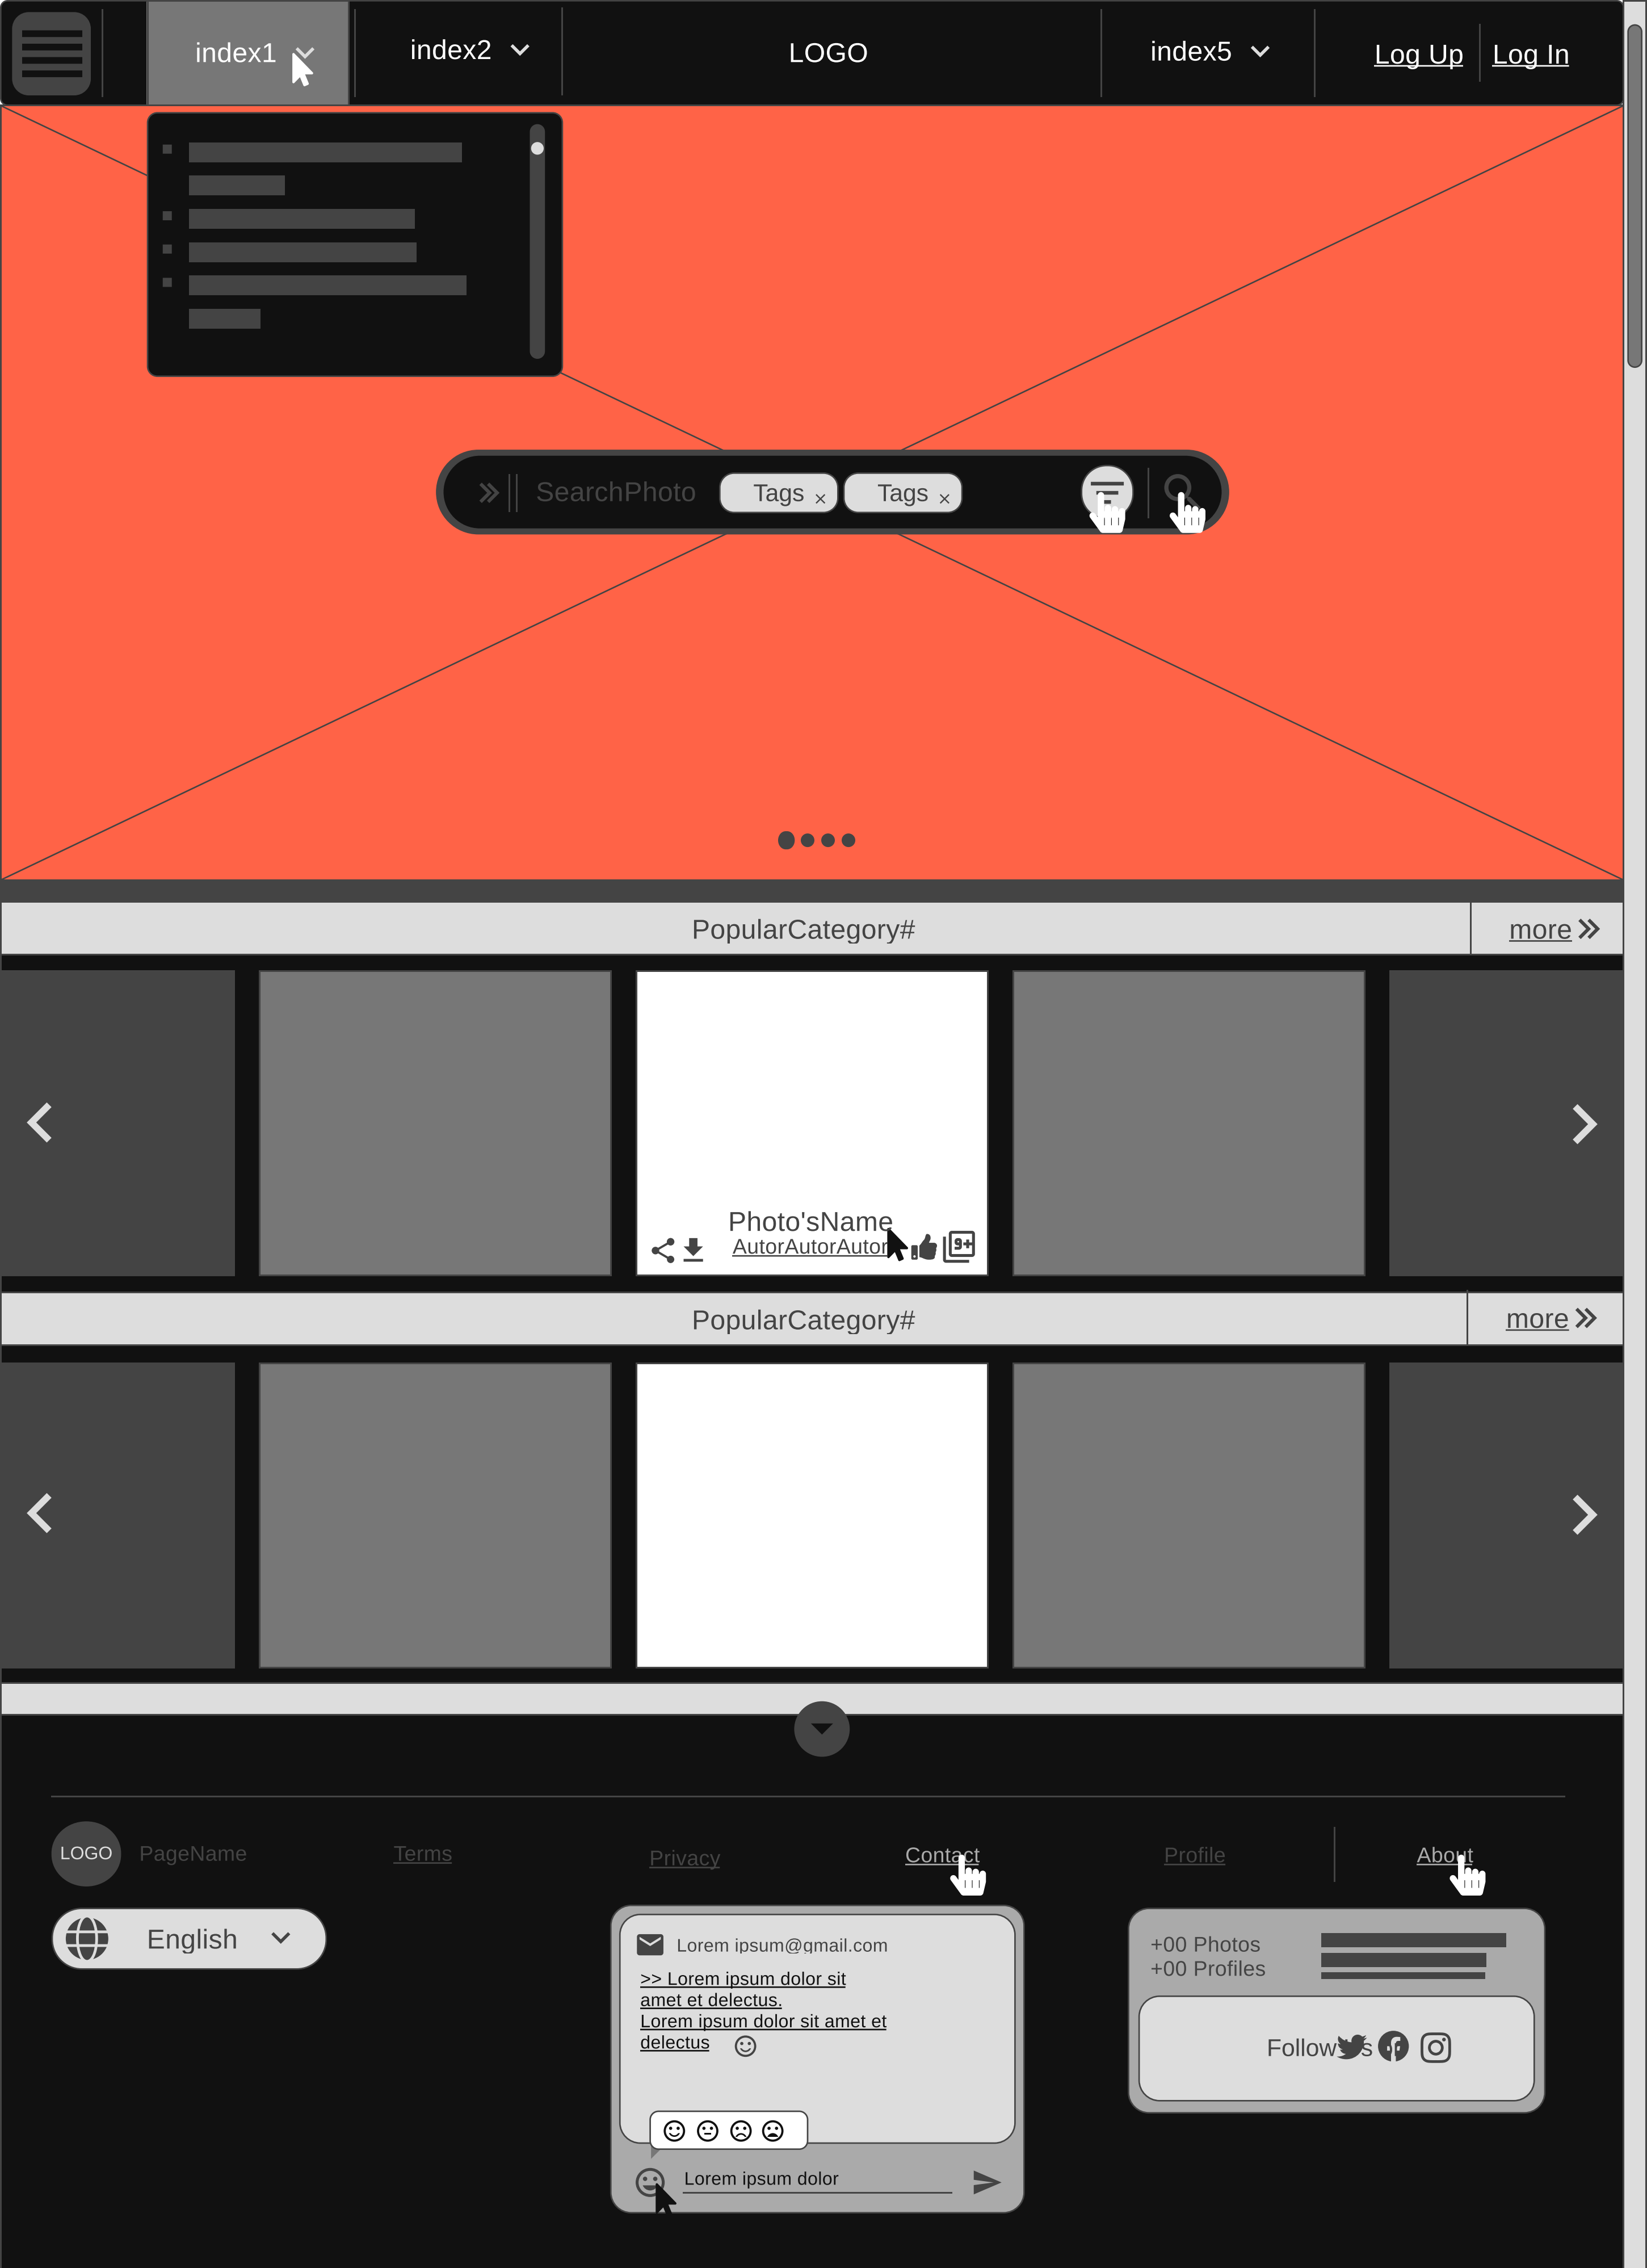 index1
index2
LOGO
index5
Log Up
Log In
SearchPhoto
Tags ×
Tags ×
PopularCategory#
more
Photo'sName
AutorAutorAutor
9+
PopularCategory#
more
LOGO
PageName
Terms
Privacy
Contact
Profile
About
English
Lorem ipsum@gmail.com
>> Lorem ipsum dolor sit
amet et delectus.
Lorem ipsum dolor sit amet et
delectus
Lorem ipsum dolor
+00 Photos
+00 Profiles
Follow s